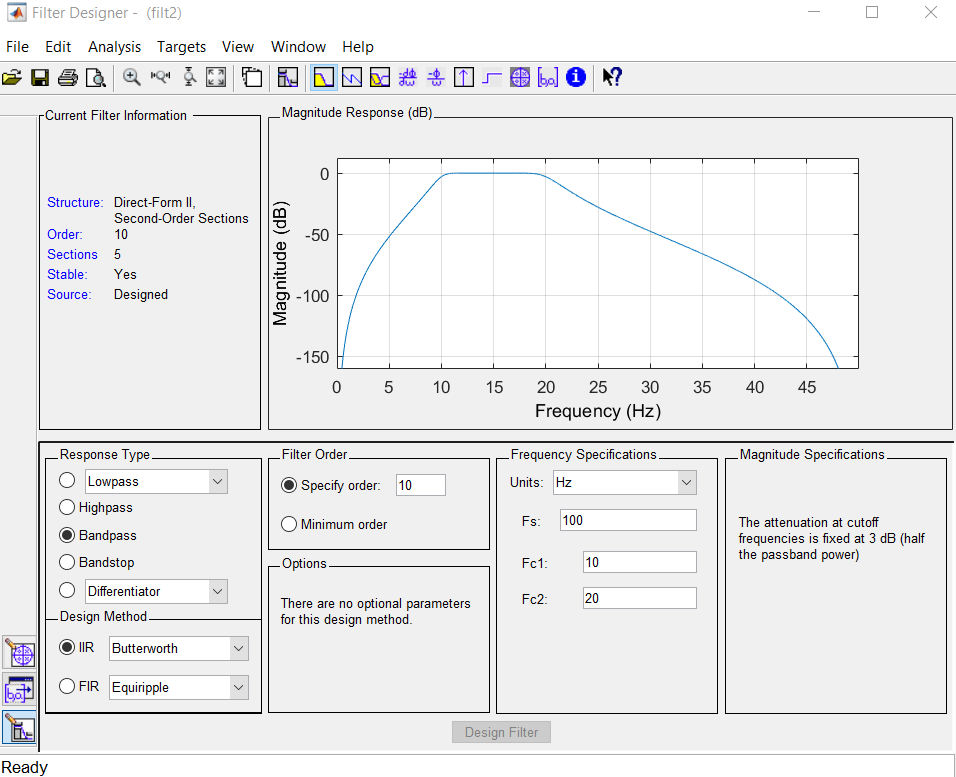 Filter Designer -  (filt2)
File Edit Analysis Targets View Window Help
Current Filter Information
Structure: Direct-Form II,
Second-Order Sections
Order: 10
Sections 5
Stable: Yes
Source: Designed
Magnitude Response (dB)
Magnitude (dB)
0
-50
-100
-150
0 5 10 15 20 25 30 35 40 45
Frequency (Hz)
Response Type
Lowpass
Highpass
Bandpass
Bandstop
Differentiator
Design Method
IIR Butterworth
FIR Equiripple
Filter Order
Specify order: 10
Minimum order
Options
There are no optional parameters
for this design method.
Frequency Specifications
Units: Hz
Fs: 100
Fc1: 10
Fc2: 20
Magnitude Specifications
The attenuation at cutoff
frequencies is fixed at 3 dB (half
the passband power)
Design Filter
Ready